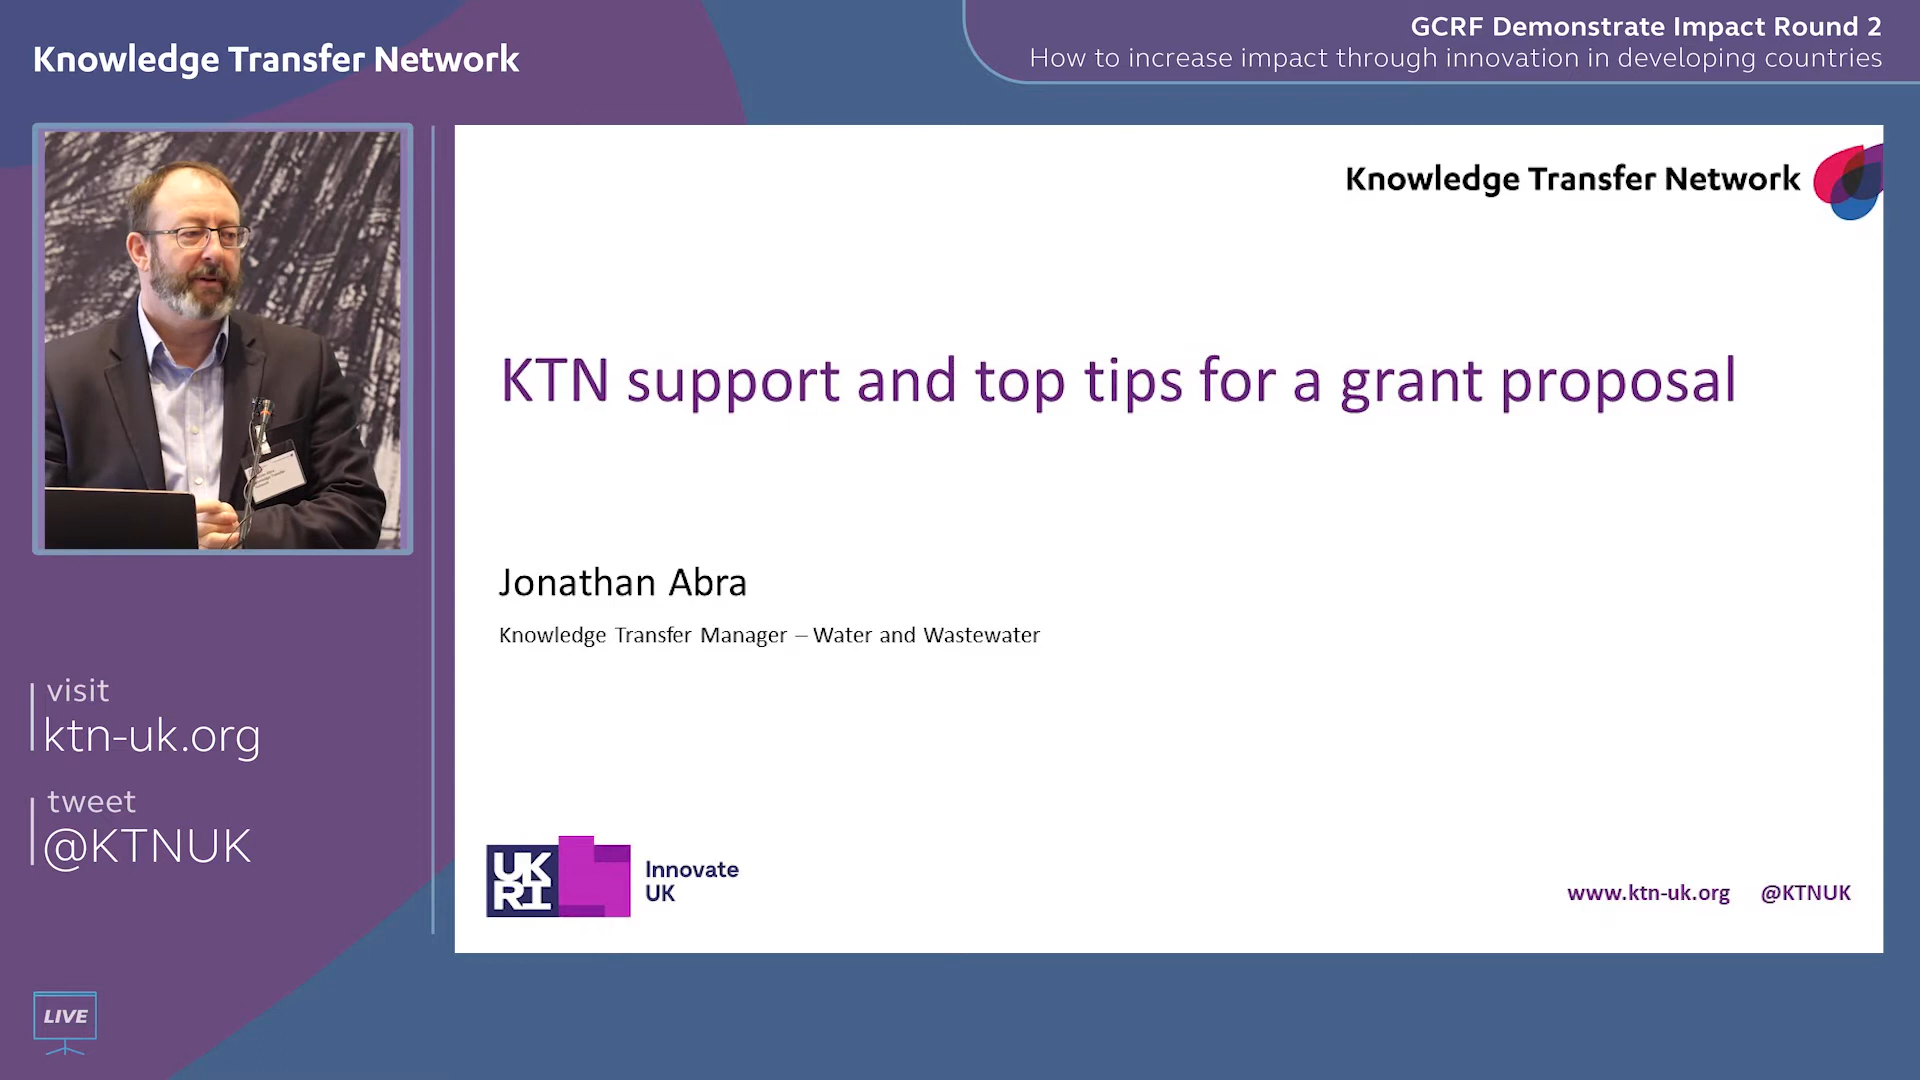 Knowledge Transfer Network
GCRF Demonstrate Impact Round 2
How to increase impact through innovation in developing countries
Knowledge Transfer Network
KTN support and top tips for a grant proposal
Jonathan Abra
Knowledge Transfer Manager – Water and Wastewater
visit
ktn-uk.org
tweet
@KTNUK
UK
RI
Innovate
UK
www.ktn-uk.org @KTNUK
LIVE